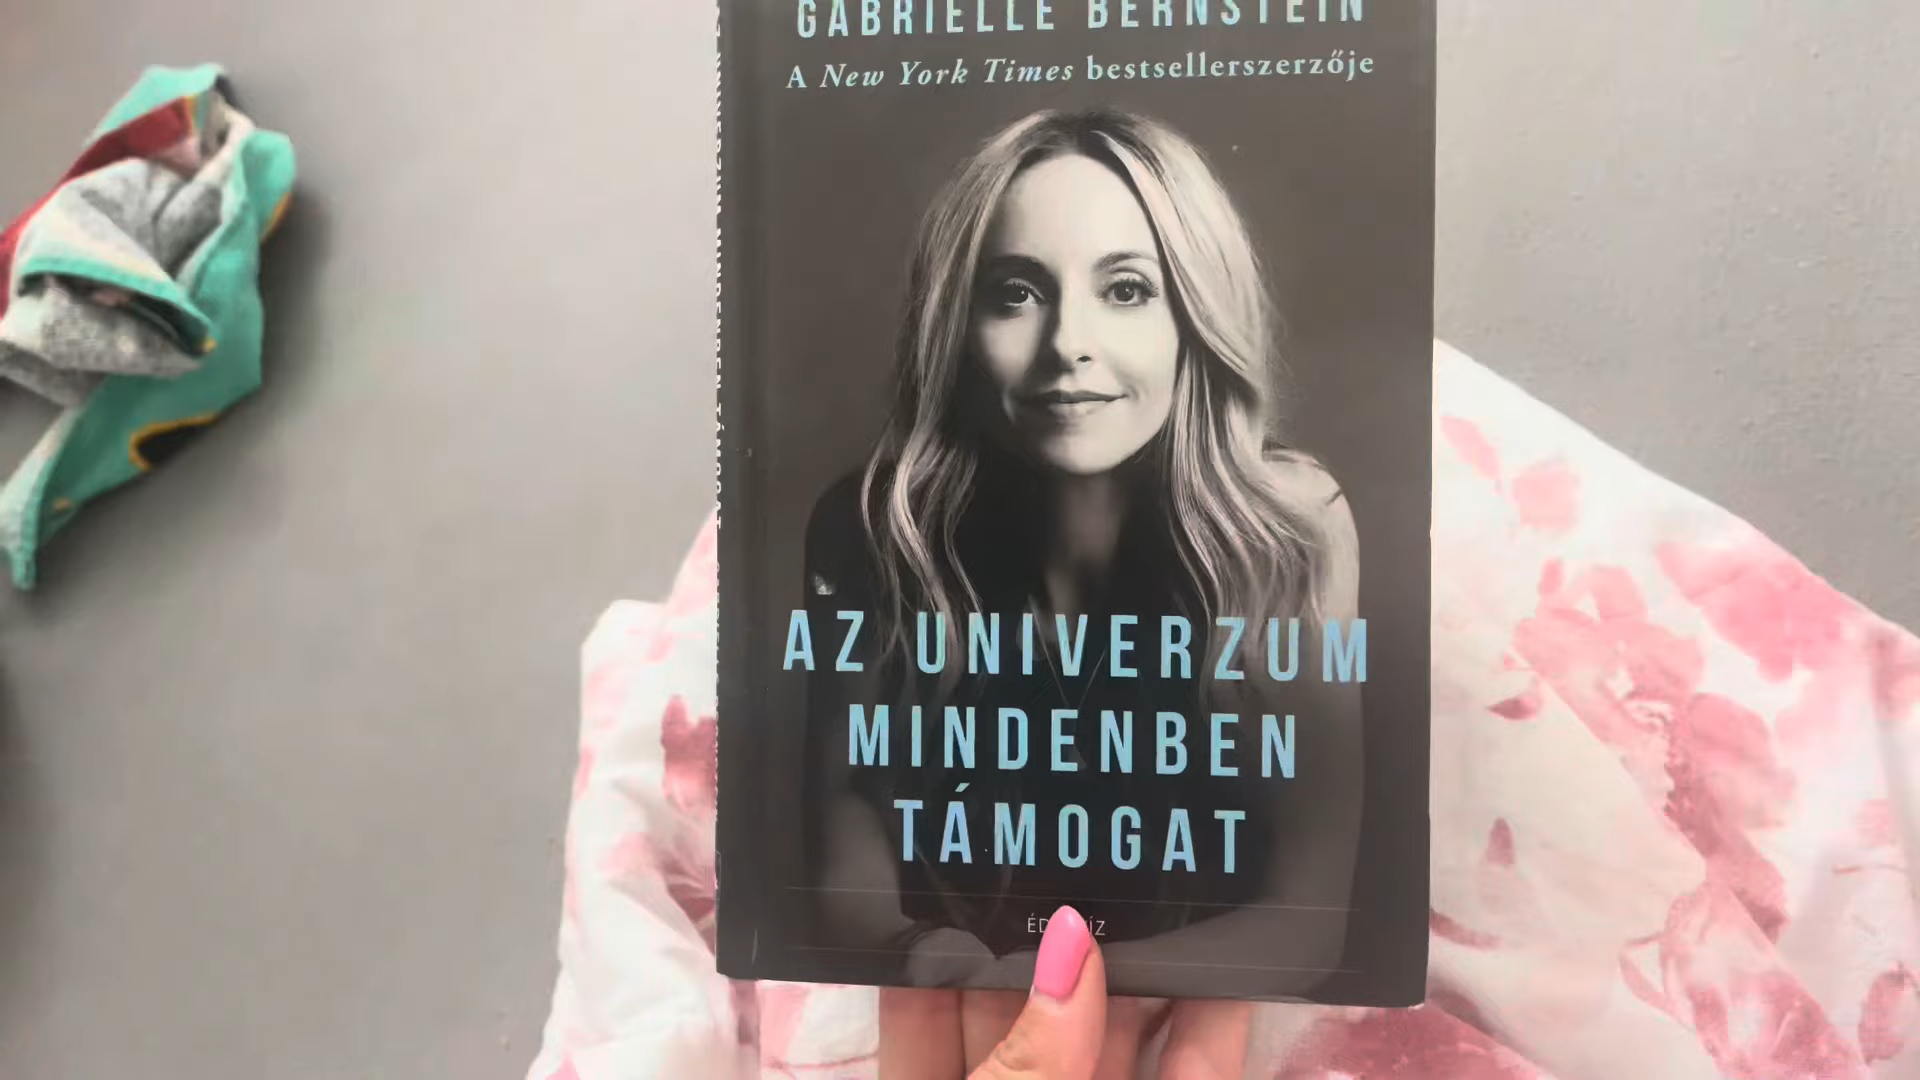 GABRIELLE BERNSTEIN
A New York Times bestsellerszerzője
AZ UNIVERZUM
MINDENBEN
TÁMOGAT